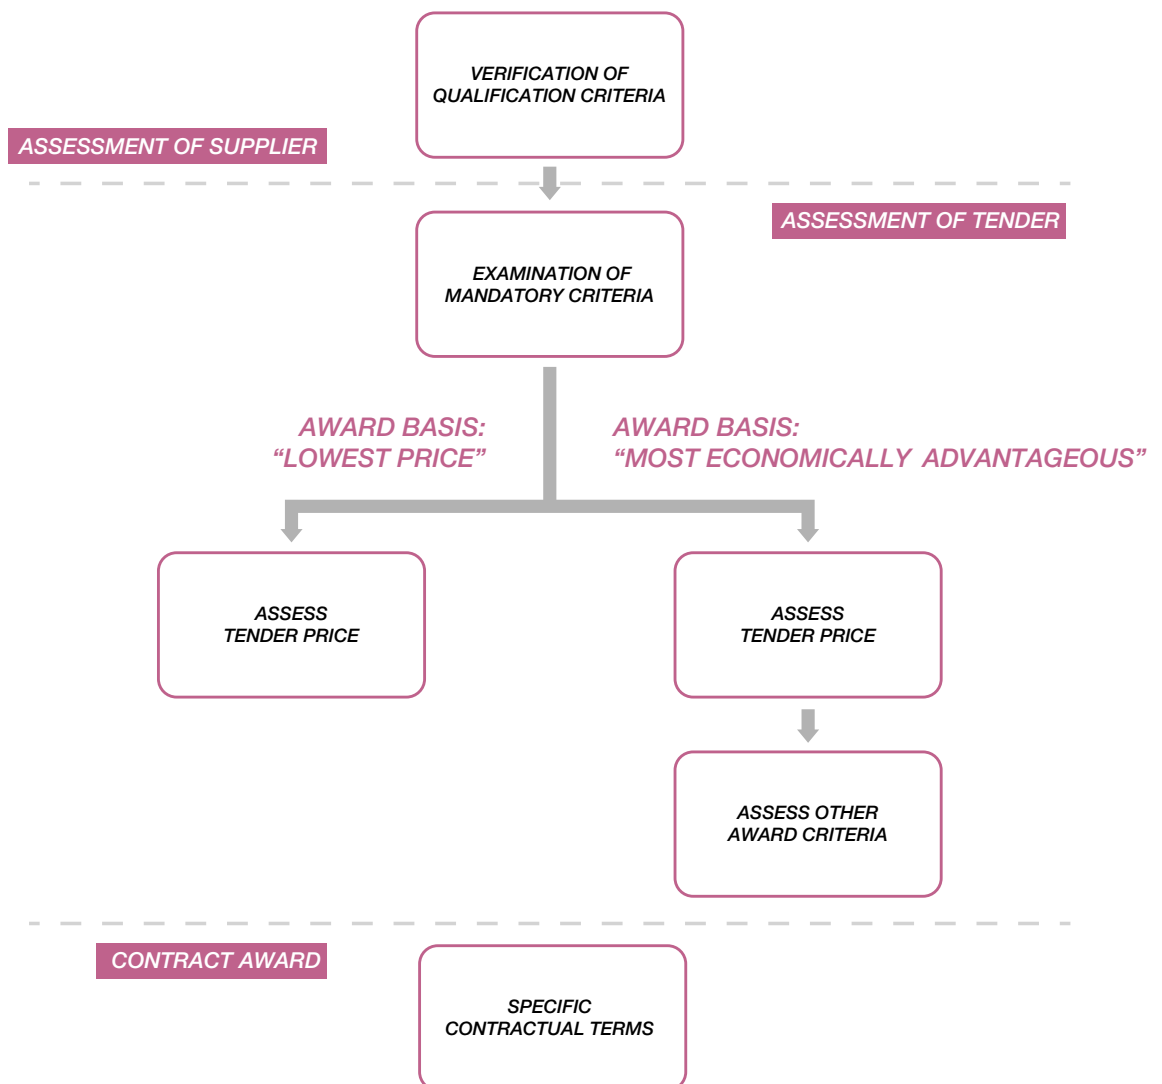 VERIFICATION OF
QUALIFICATION CRITERIA
ASSESSMENT OF SUPPLIER
ASSESSMENT OF TENDER
EXAMINATION OF
MANDATORY CRITERIA
AWARD BASIS:
“LOWEST PRICE”
AWARD BASIS:
“MOST ECONOMICALLY ADVANTAGEOUS”
ASSESS
TENDER PRICE
ASSESS
TENDER PRICE
ASSESS OTHER
AWARD CRITERIA
CONTRACT AWARD
SPECIFIC
CONTRACTUAL TERMS